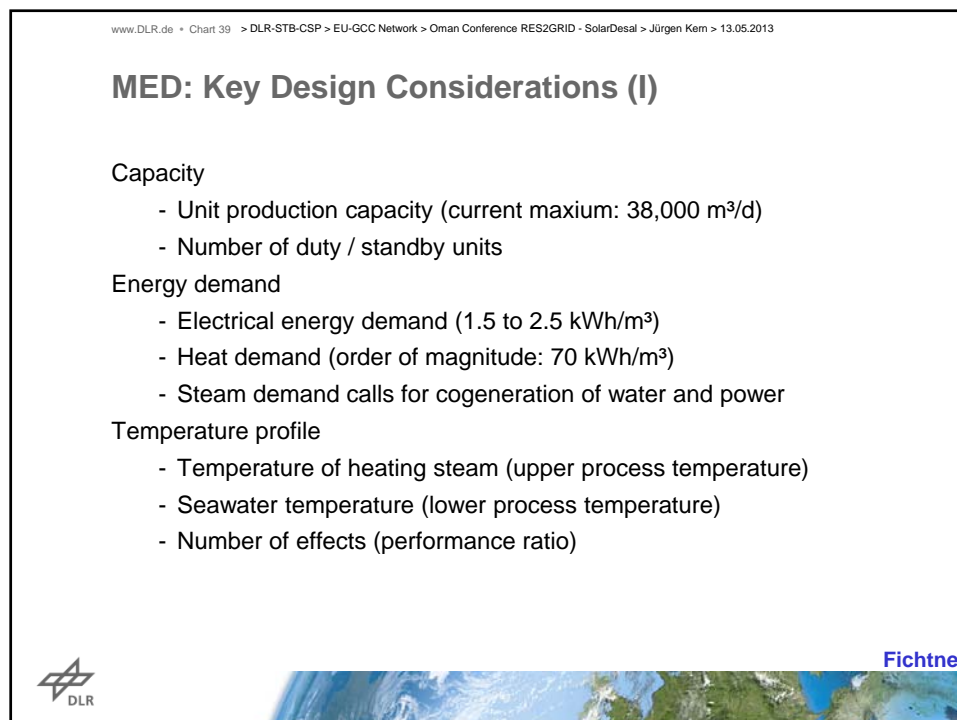 www.DLR.de • Chart 39 > DLR-STB-CSP > EU-GCC Network > Oman Conference RES2GRID - SolarDesal > Jürgen Kern > 13.05.2013
MED: Key Design Considerations (I)
Capacity
- Unit production capacity (current maxium: 38,000 m³/d)
- Number of duty / standby units
Energy demand
- Electrical energy demand (1.5 to 2.5 kWh/m³)
- Heat demand (order of magnitude: 70 kWh/m³)
- Steam demand calls for cogeneration of water and power
Temperature profile
- Temperature of heating steam (upper process temperature)
- Seawater temperature (lower process temperature)
- Number of effects (performance ratio)
Fichtne
DLR